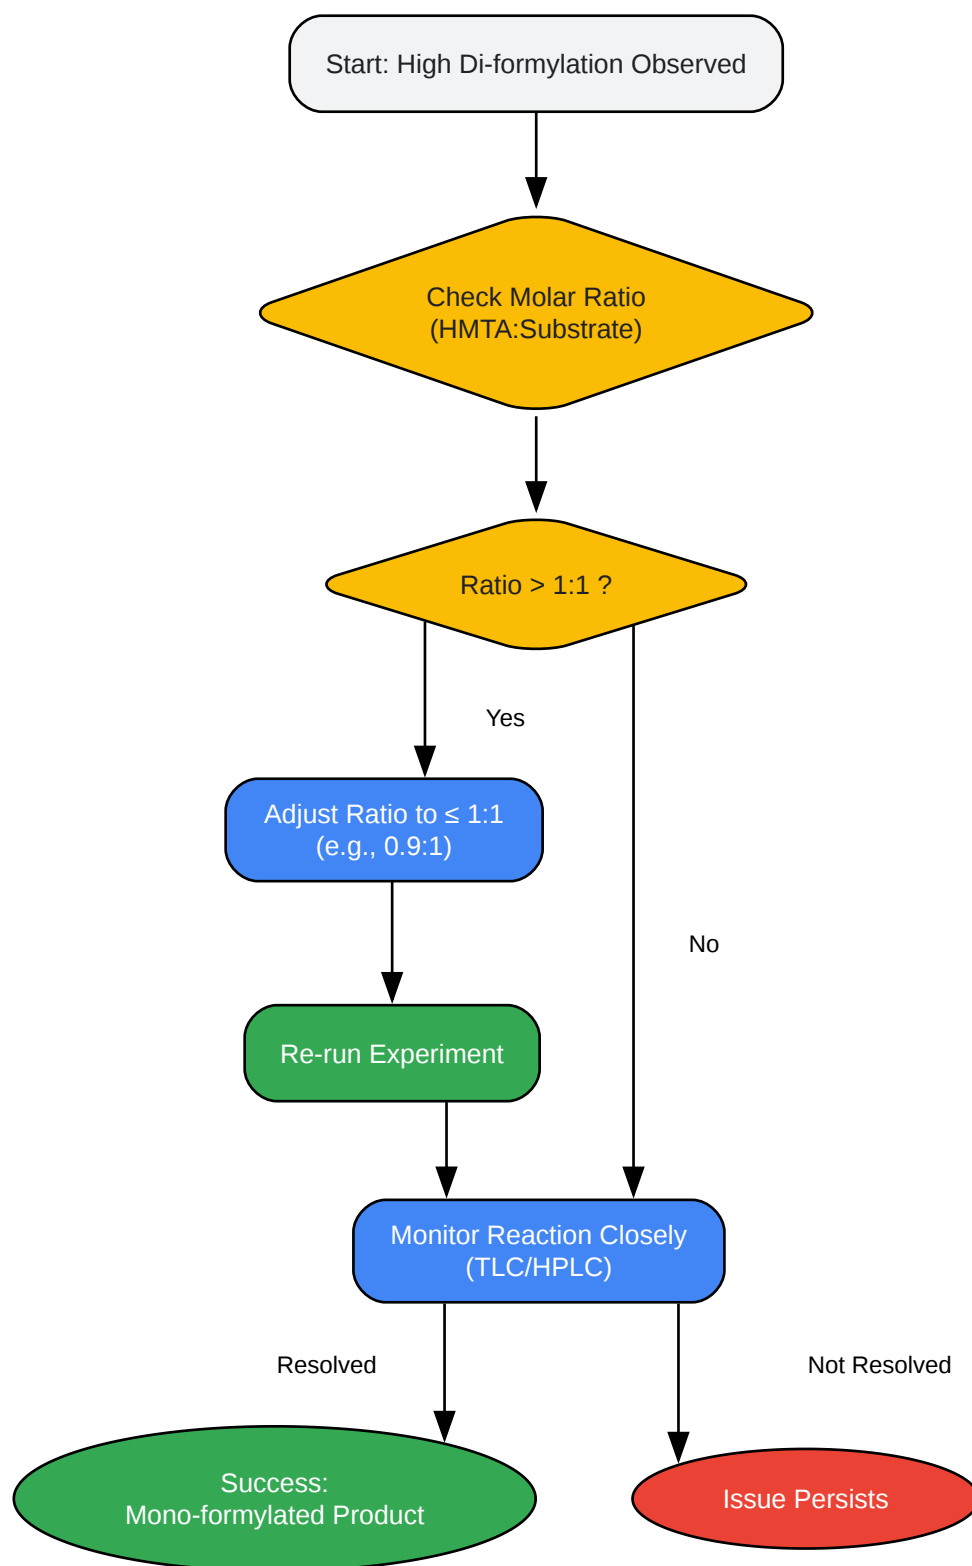 Start: High Di-formylation Observed
Check Molar Ratio
(HMTA:Substrate)
Ratio > 1:1 ?
Yes
Adjust Ratio to ≤ 1:1
(e.g., 0.9:1)
No
Re-run Experiment
Monitor Reaction Closely
(TLC/HPLC)
Resolved
Not Resolved
Success:
Mono-formylated Product
Issue Persists